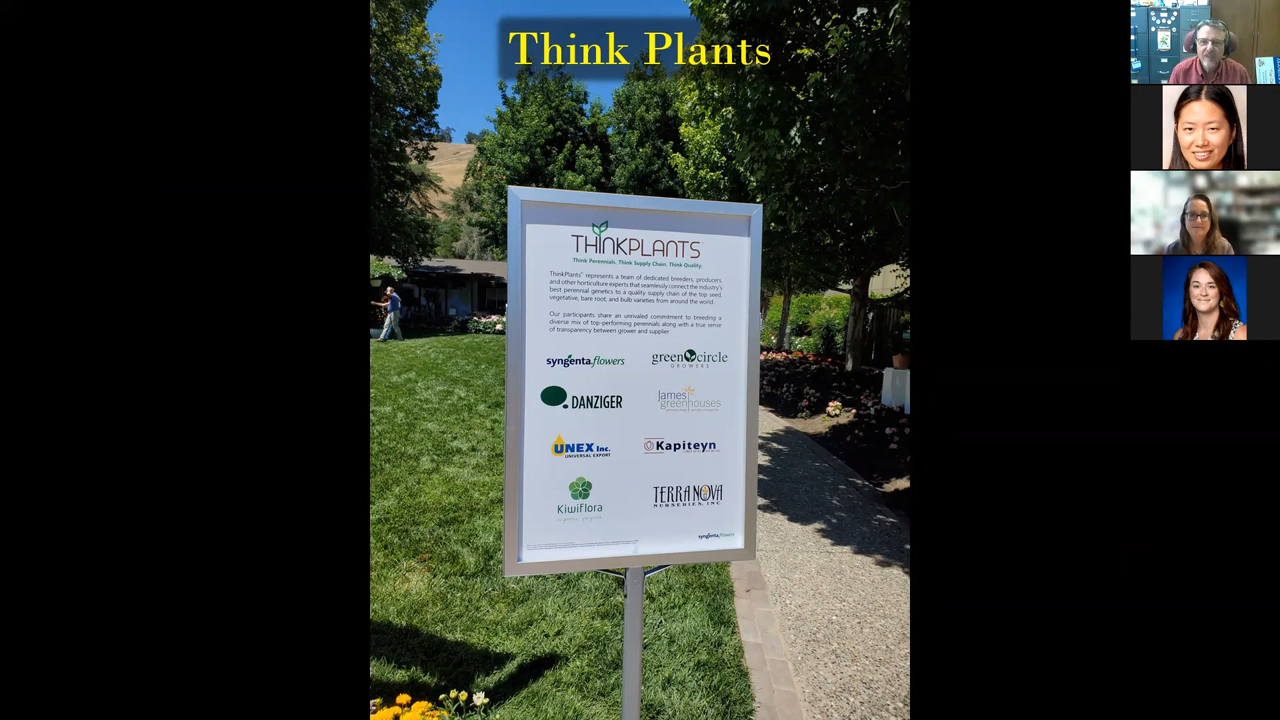 Think Plants
THINKPLANTS™
Think Perennials. Think Supply Chain. Think Quality.
ThinkPlants® represents a team of dedicated breeders, producers,
and other horticulture experts that seamlessly connect the industry's
best perennial genetics to a quality supply chain of the top seed,
vegetative, bare root, and bulb varieties from around the world.
Our participants share an unrivaled commitment to breeding a
diverse mix of top-performing perennials along with a true sense
of transparency between grower and supplier.
syngenta flowers
green circle
GROWERS
DANZIGER
James
greenhouses
UNEX Inc.
UNIVERSAL EXPORT
Kapiteyn
Kiwiflora
TERRA NOVA
NURSERIES, INC.
syngenta flowers